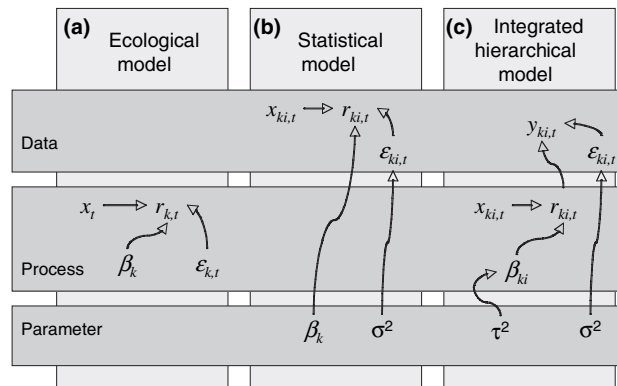 (a) Ecological model
(b) Statistical model
(c) Integrated hierarchical model
Data
x_{ki,t} r_{ki,t}
ε_{ki,t}
y_{ki,t}
ε_{ki,t}
Process
x_t r_{k,t}
β_k ε_{k,t}
x_{ki,t} r_{ki,t}
β_{ki}
Parameter
β_k σ²
τ² σ²